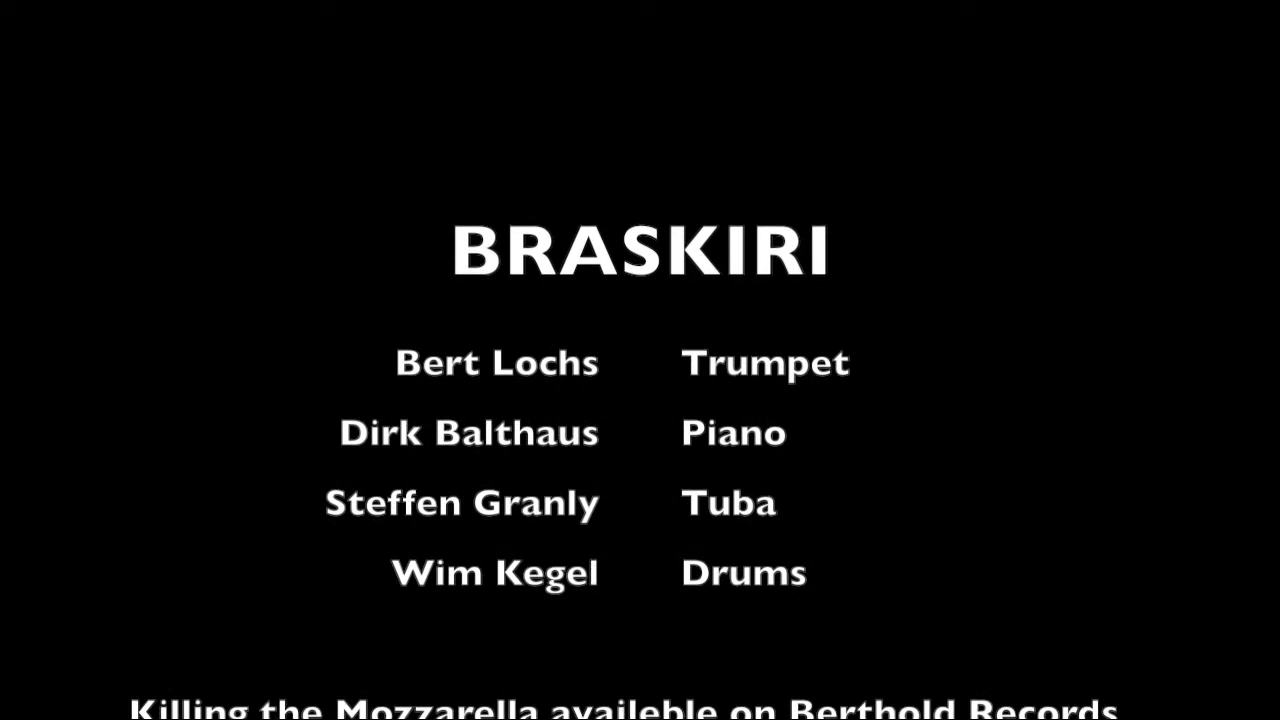 BRASKIRI
Bert Lochs Trumpet
Dirk Balthaus Piano
Steffen Granly Tuba
Wim Kegel Drums
Killing the Mozzarella availeble on Berthold Records